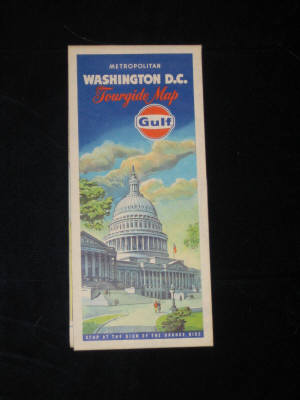 METROPOLITAN
WASHINGTON D.C.
Tourgide Map
Gulf
STOP AT THE SIGN OF THE ORANGE DISC